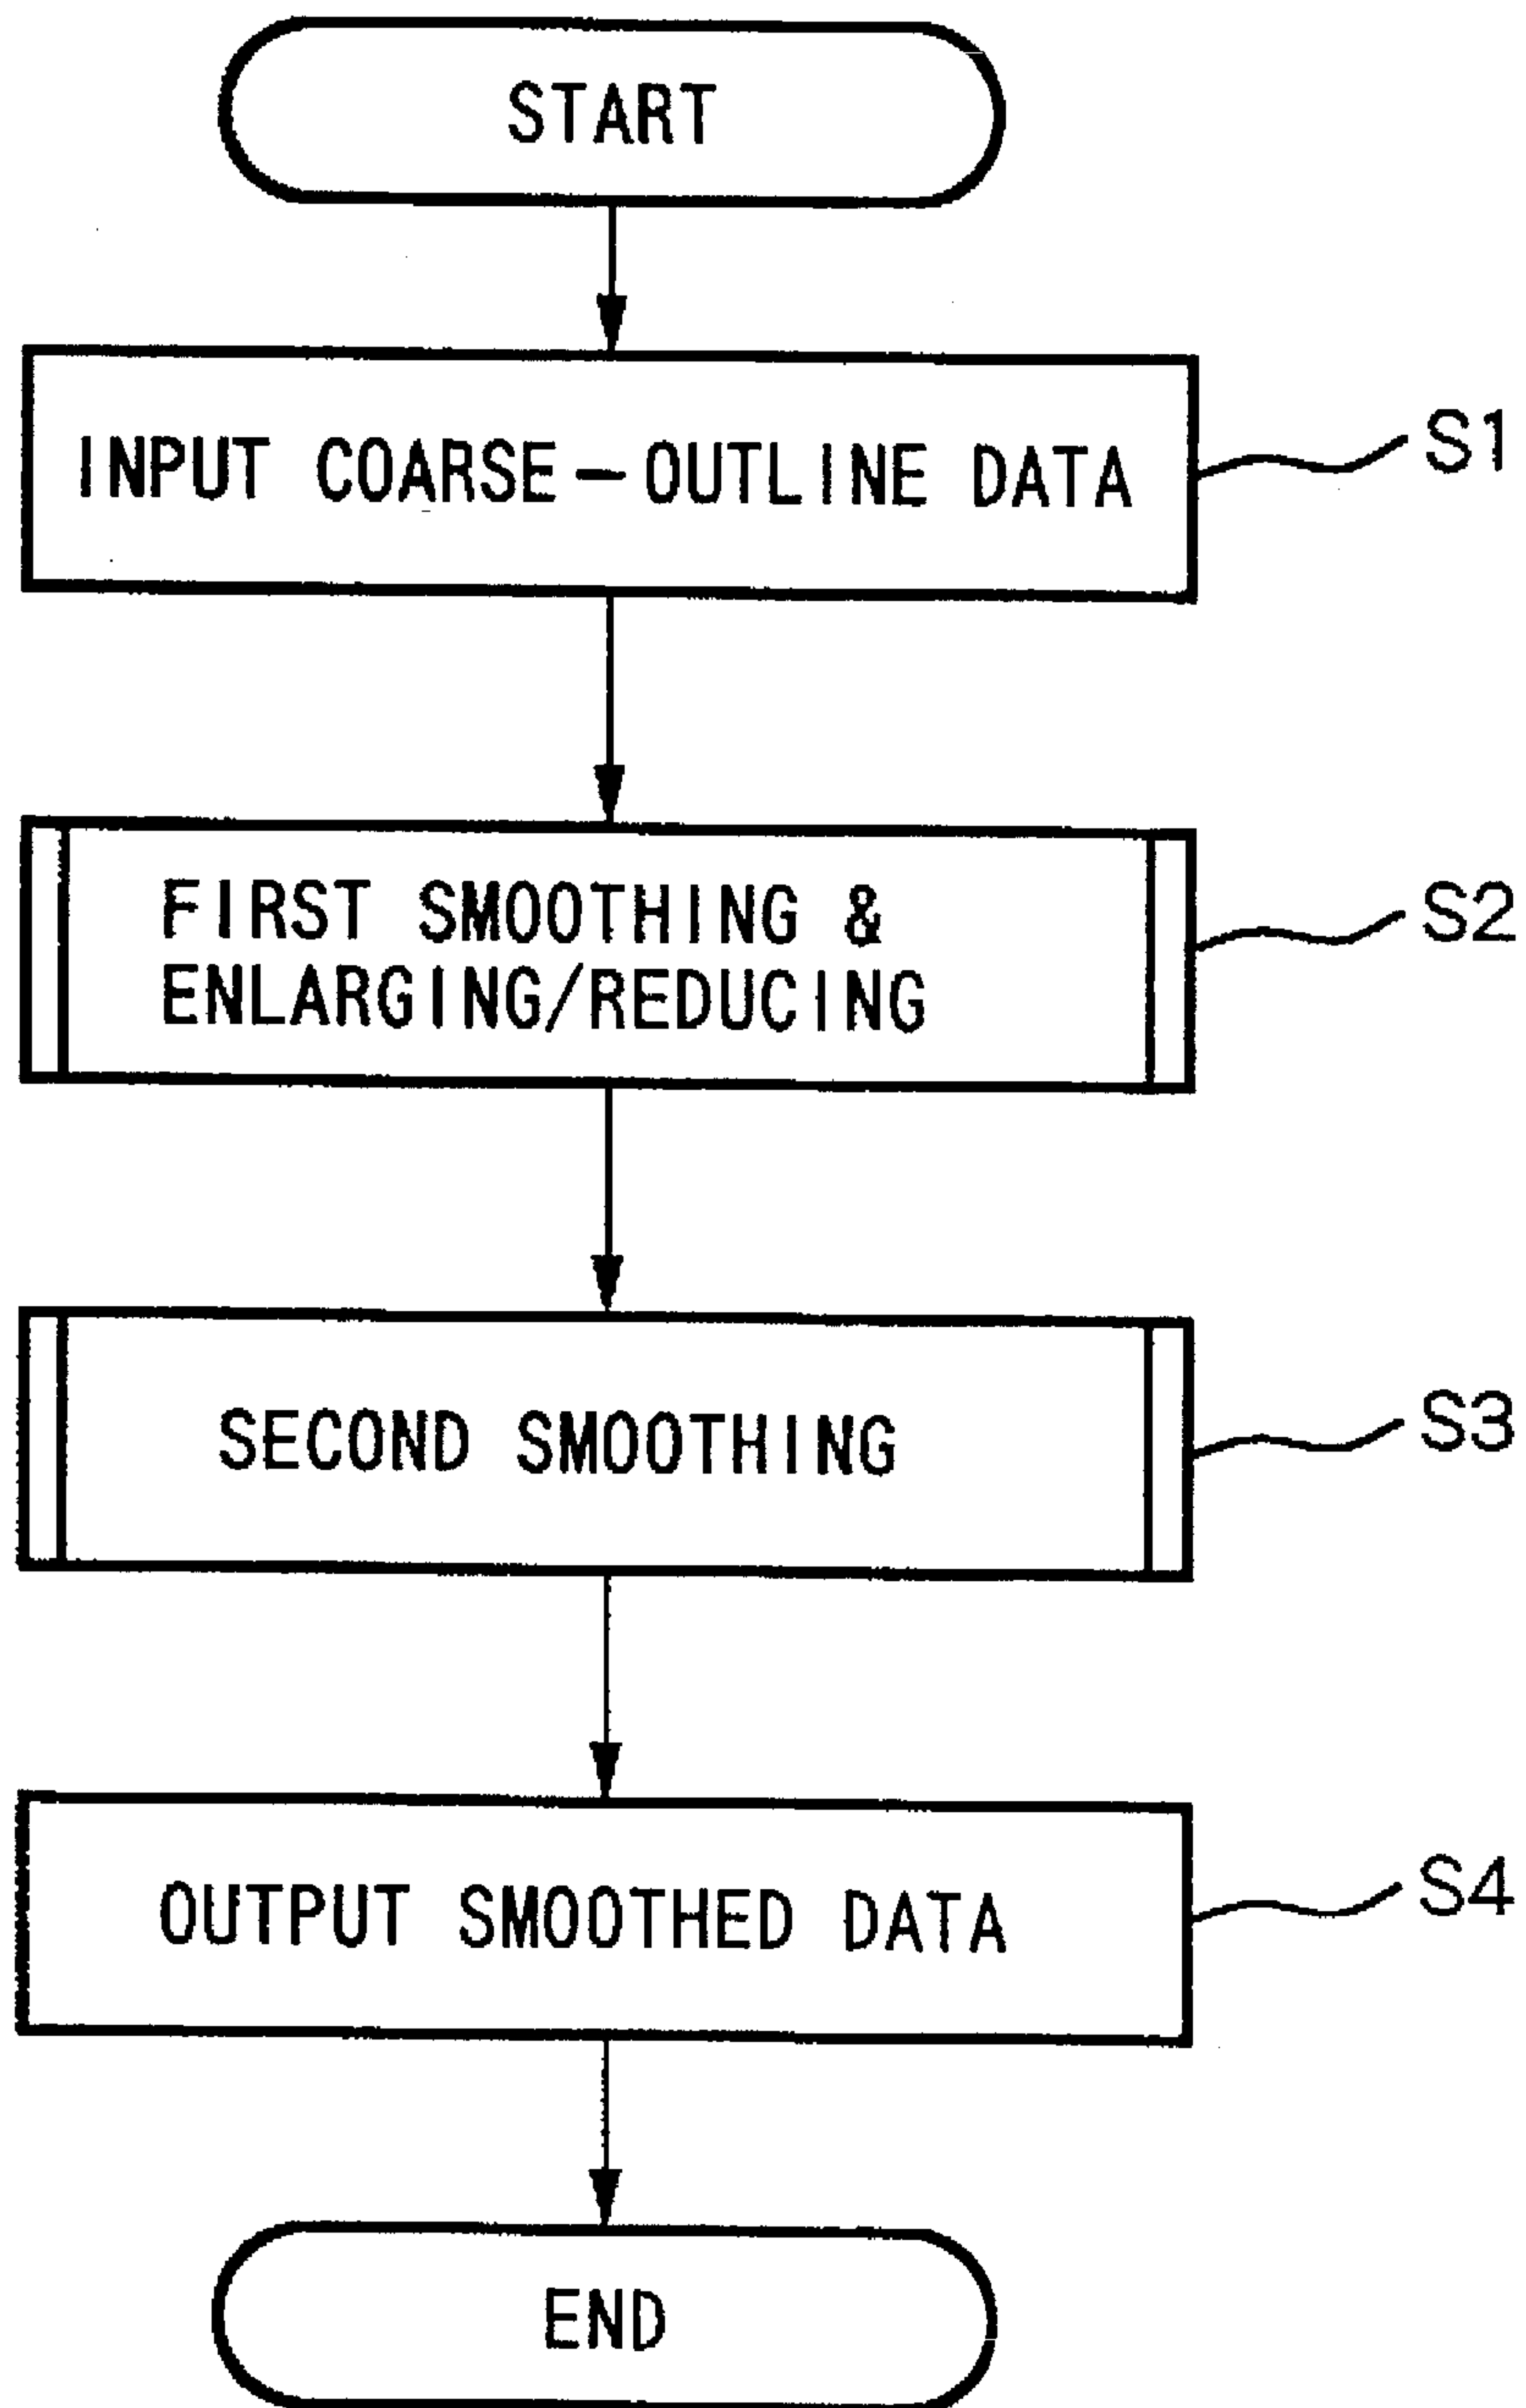 START
INPUT COARSE-OUTLINE DATA
S1
FIRST SMOOTHING &
ENLARGING/REDUCING
S2
SECOND SMOOTHING
S3
OUTPUT SMOOTHED DATA
S4
END